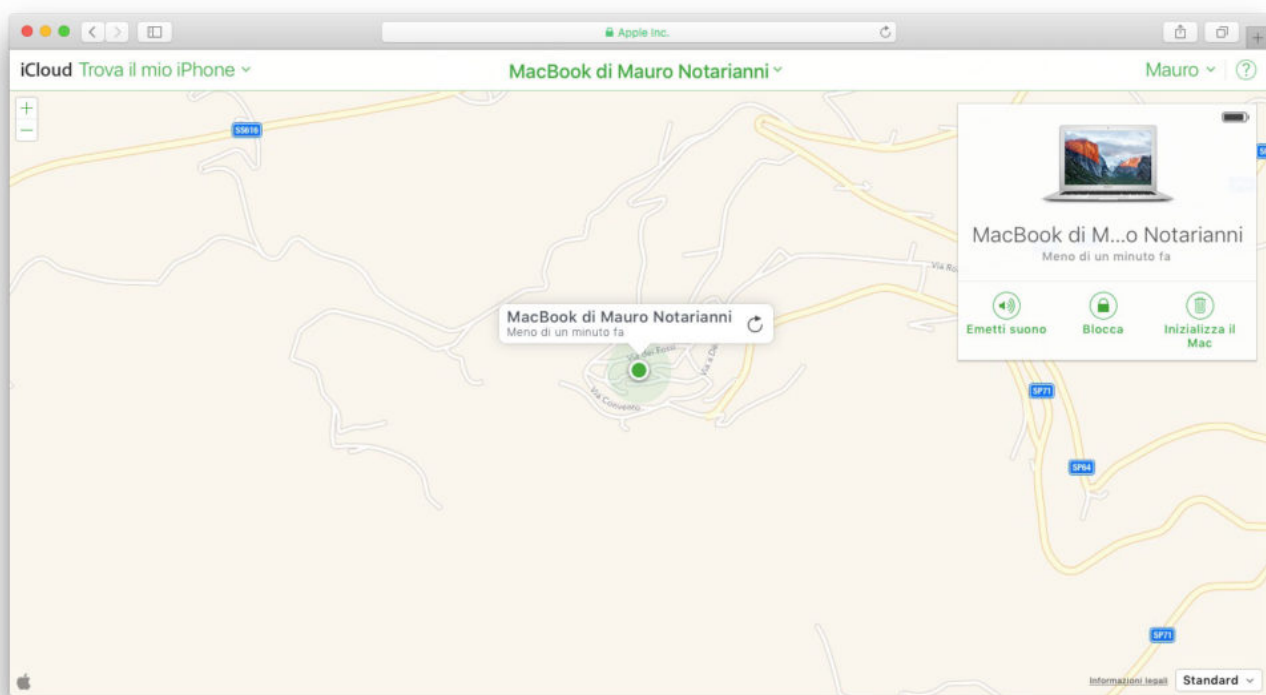 Apple Inc.
iCloud Trova il mio iPhone
MacBook di Mauro Notarianni
Mauro
?
+
−
SS616
MacBook di M...o Notarianni
Meno di un minuto fa
Emetti suono
Blocca
Inizializza il
Mac
Via
MacBook di Mauro Notarianni
Meno di un minuto fa
Via dei Fossi
Via Convento
SP71
SP64
SP71
Informazioni legali
Standard